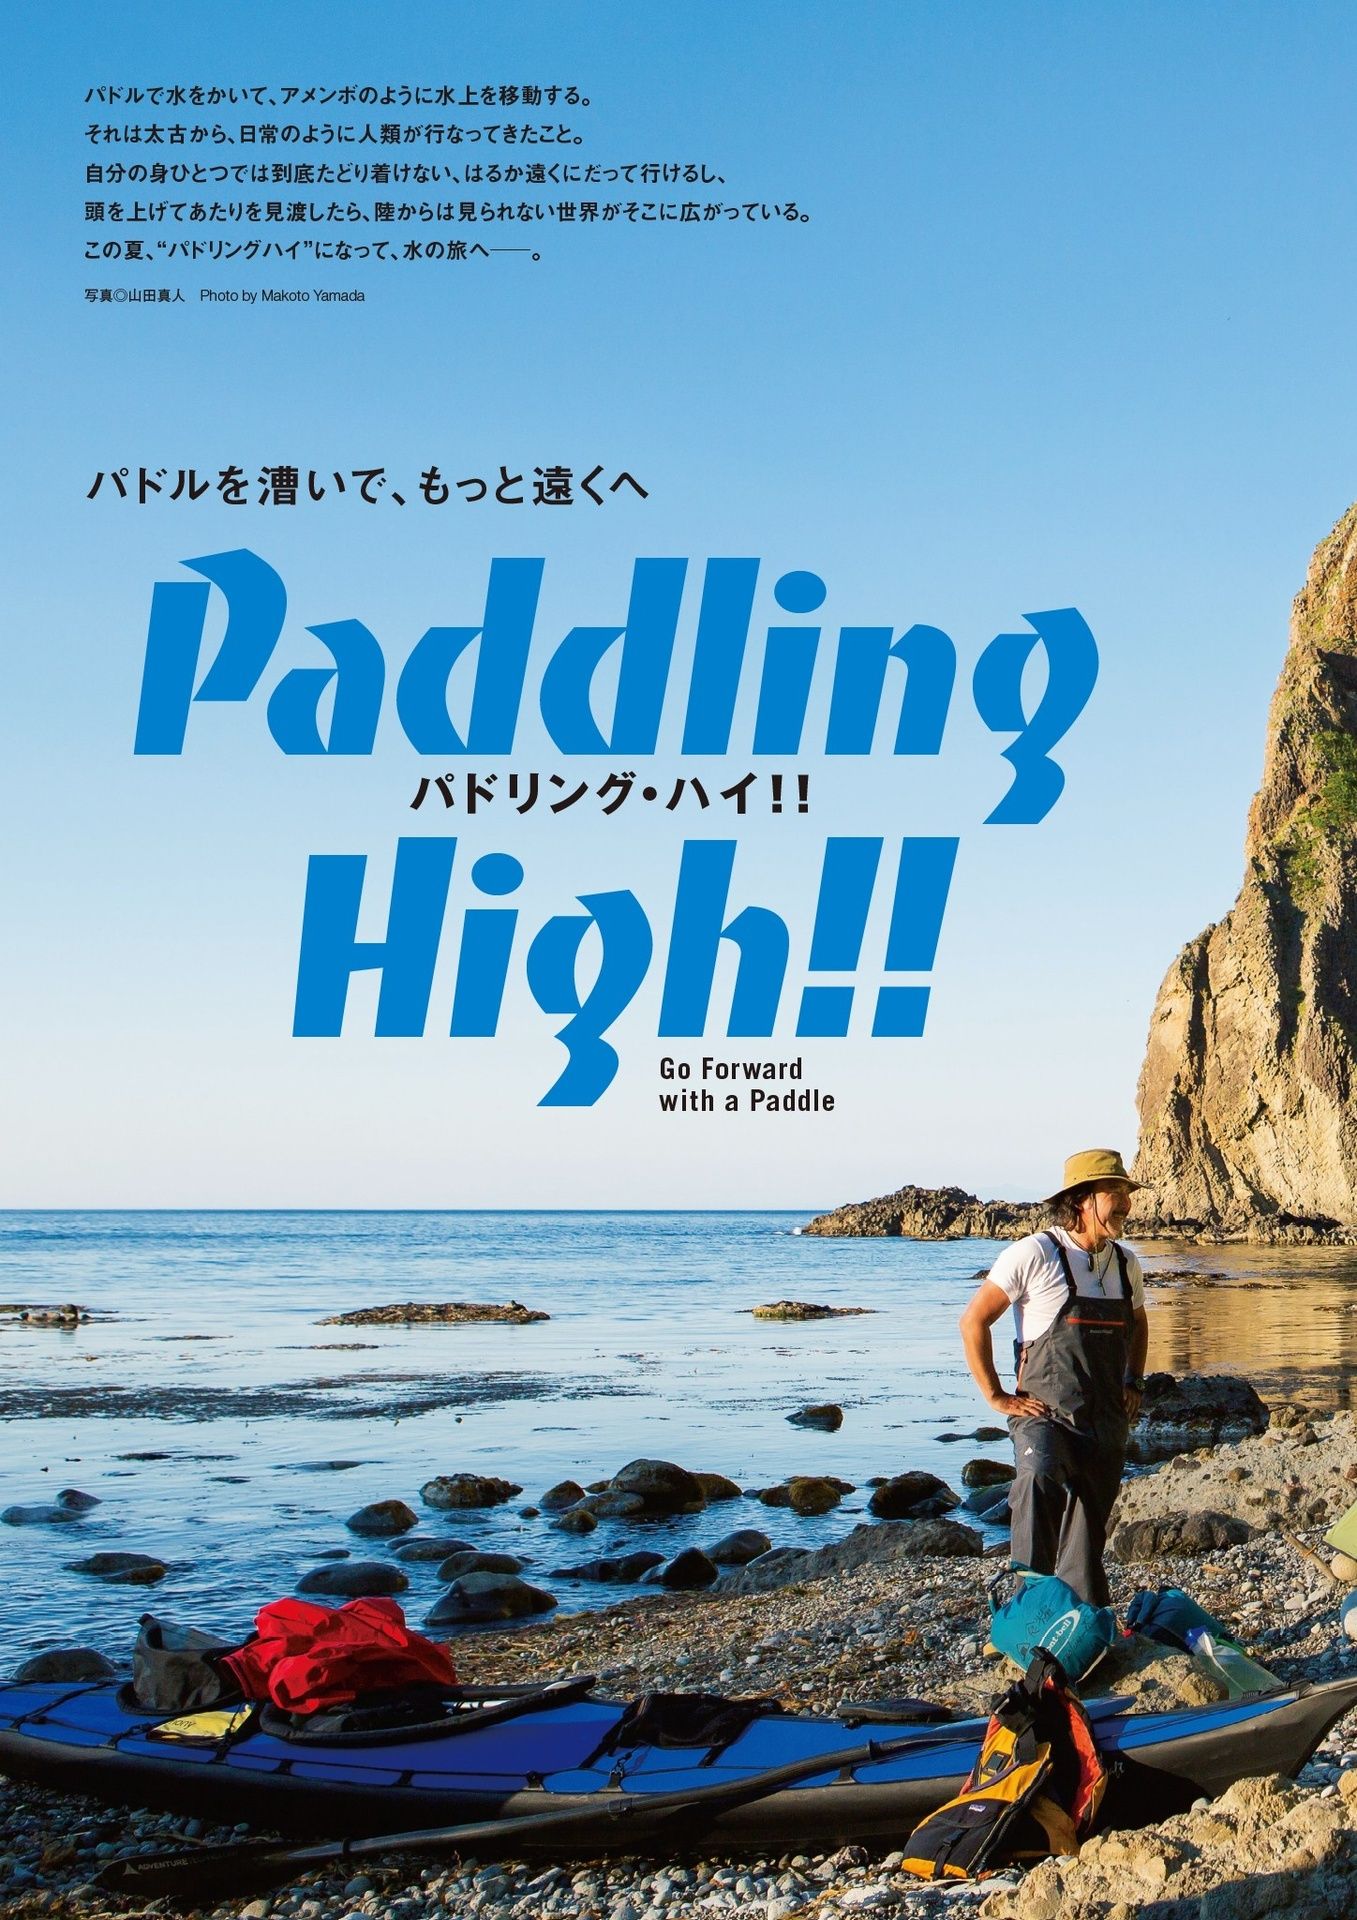 パドルで水をかいて、アメンボのように水上を移動する。
それは太古から、日常のように人類が行なってきたこと。
自分の身ひとつでは到底たどり着けない、はるか遠くにだって行けるし、
頭を上げてあたりを見渡したら、陸からは見られない世界がそこに広がっている。
この夏、“パドリングハイ”になって、水の旅へ──。
写真◎山田真人　Photo by Makoto Yamada
パドルを漕いで、もっと遠くへ
Paddling
パドリング・ハイ!!
High!!
Go Forward
with a Paddle
mont-bell
ADVENTURE